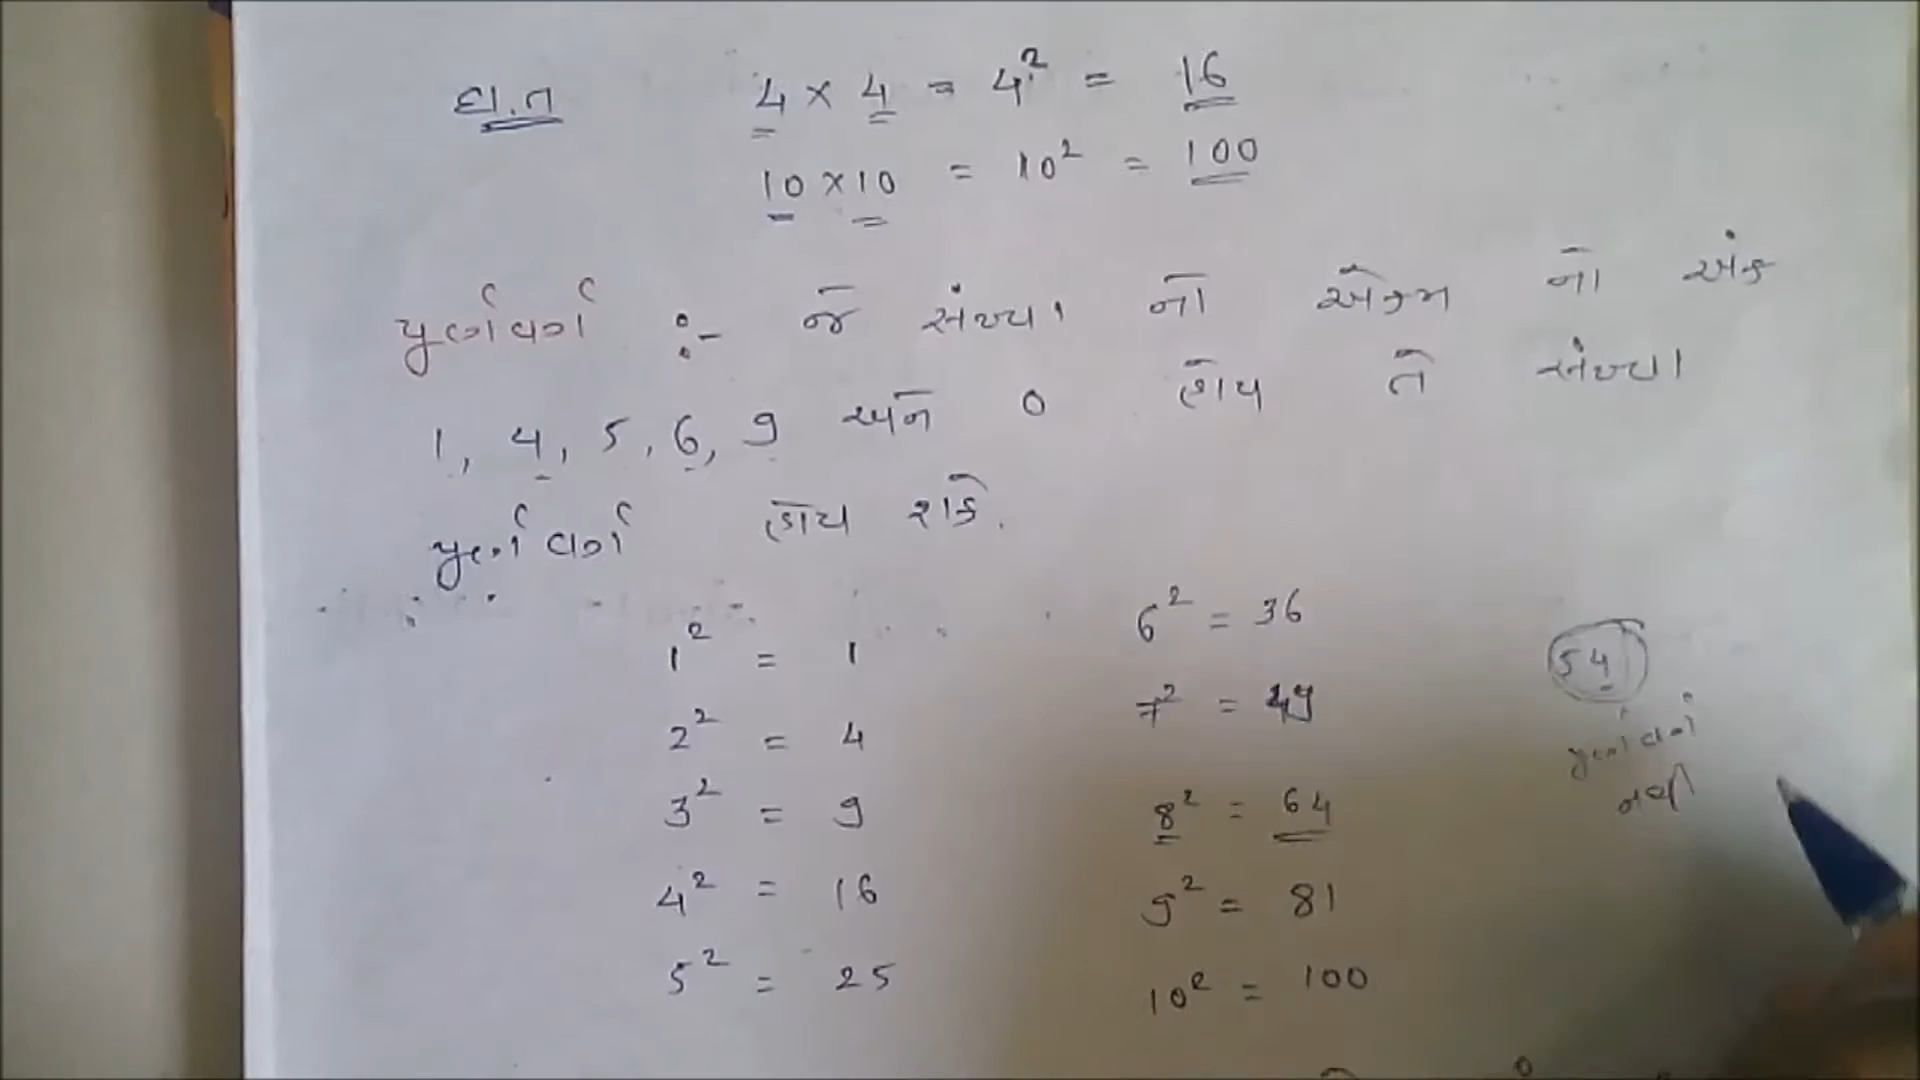 દા.ત 4 × 4 = 4² = 16
10 × 10 = 10² = 100
પુર્ણવર્ગ :- જે સંખ્યા નો એકમ નો અંક
1, 4, 5, 6, 9 અને 0 હોય તે સંખ્યા
પુર્ણવર્ગ હોય શકે.
1² = 1
2² = 4
3² = 9
4² = 16
5² = 25
6² = 36
7² = 49
8² = 64
9² = 81
10² = 100
54
પુર્ણવર્ગ
નથી